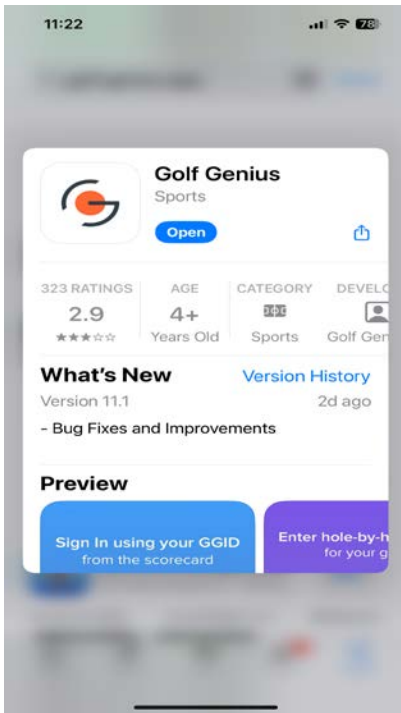 11:22
78
Golf Genius
Sports
Open
323 RATINGS AGE CATEGORY DEVELO
2.9 4+
★★★☆☆ Years Old Sports Golf Gen
What's New Version History
Version 11.1 2d ago
- Bug Fixes and Improvements
Preview
Sign In using your GGID
from the scorecard
Enter hole-by-h
for your g